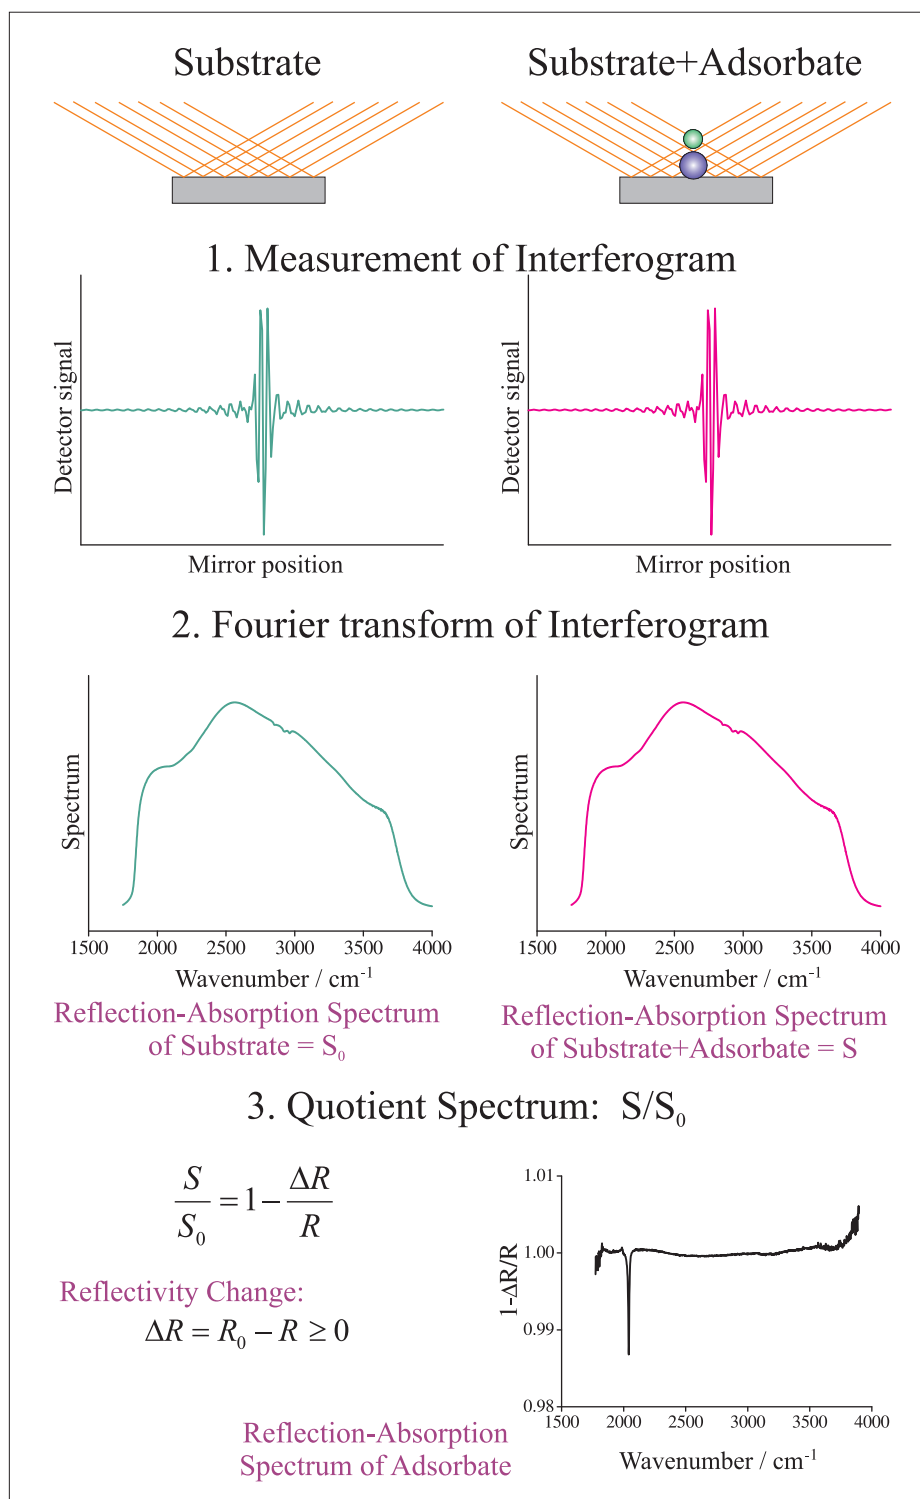 Substrate
Substrate+Adsorbate
1. Measurement of Interferogram
Detector signal
Mirror position
Detector signal
Mirror position
2. Fourier transform of Interferogram
Spectrum
1500 2000 2500 3000 3500 4000
Wavenumber / cm⁻¹
Reflection-Absorption Spectrum
of Substrate = S₀
Spectrum
1500 2000 2500 3000 3500 4000
Wavenumber / cm⁻¹
Reflection-Absorption Spectrum
of Substrate+Adsorbate = S
3. Quotient Spectrum: S/S₀
S/S₀ = 1 − ΔR/R
Reflectivity Change:
ΔR = R₀ − R ≥ 0
Reflection-Absorption
Spectrum of Adsorbate
1-ΔR/R
1.01
1.00
0.99
0.98
1500 2000 2500 3000 3500 4000
Wavenumber / cm⁻¹